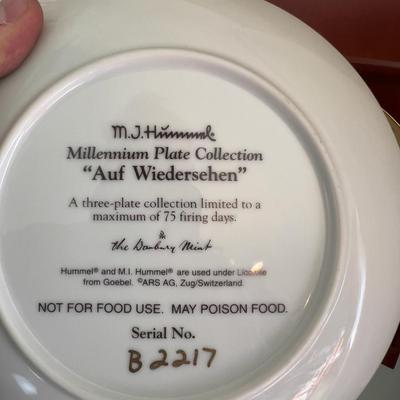 M.J.Hummel
Millennium Plate Collection
“Auf Wiedersehen”
A three-plate collection limited to a
maximum of 75 firing days.
the Danbury Mint
Hummel® and M.I. Hummel® are used under License
from Goebel. ©ARS AG, Zug/Switzerland.
NOT FOR FOOD USE. MAY POISON FOOD.
Serial No.
B2217